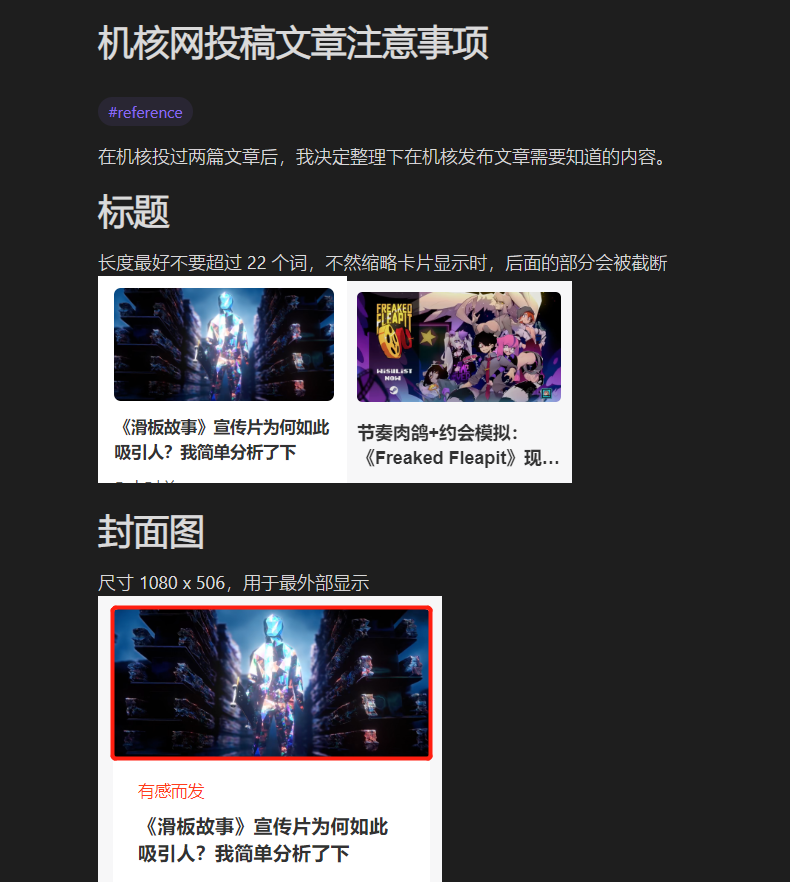 机核网投稿文章注意事项
#reference
在机核投过两篇文章后，我决定整理下在机核发布文章需要知道的内容。
标题
长度最好不要超过 22 个词，不然缩略卡片显示时，后面的部分会被截断
FREAKED
FLEAPIT
WISHLIST
NOW
《滑板故事》宣传片为何如此
吸引人？我简单分析了下
节奏肉鸽+约会模拟：
《Freaked Fleapit》现…
封面图
尺寸 1080 x 506，用于最外部显示
有感而发
《滑板故事》宣传片为何如此
吸引人？我简单分析了下